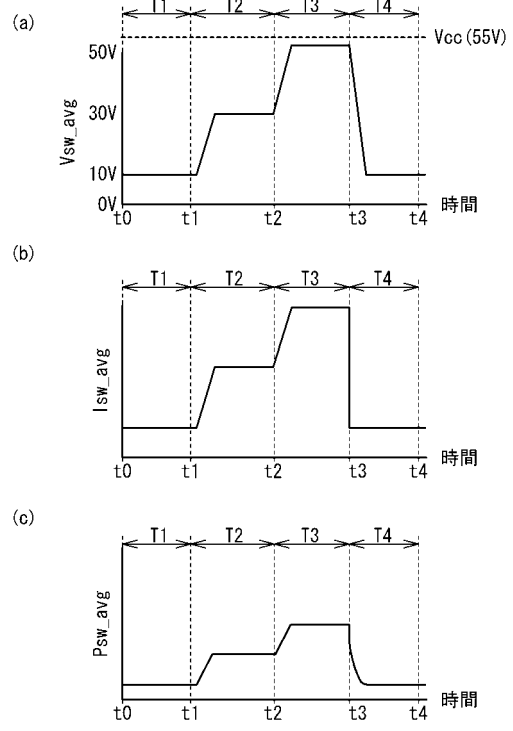 (a)
T1 T2 T3 T4
Vcc(55V)
50V
30V
10V
0V
Vsw_avg
t0 t1 t2 t3 t4 時間
(b)
T1 T2 T3 T4
Isw_avg
t0 t1 t2 t3 t4 時間
(c)
T1 T2 T3 T4
Psw_avg
t0 t1 t2 t3 t4 時間